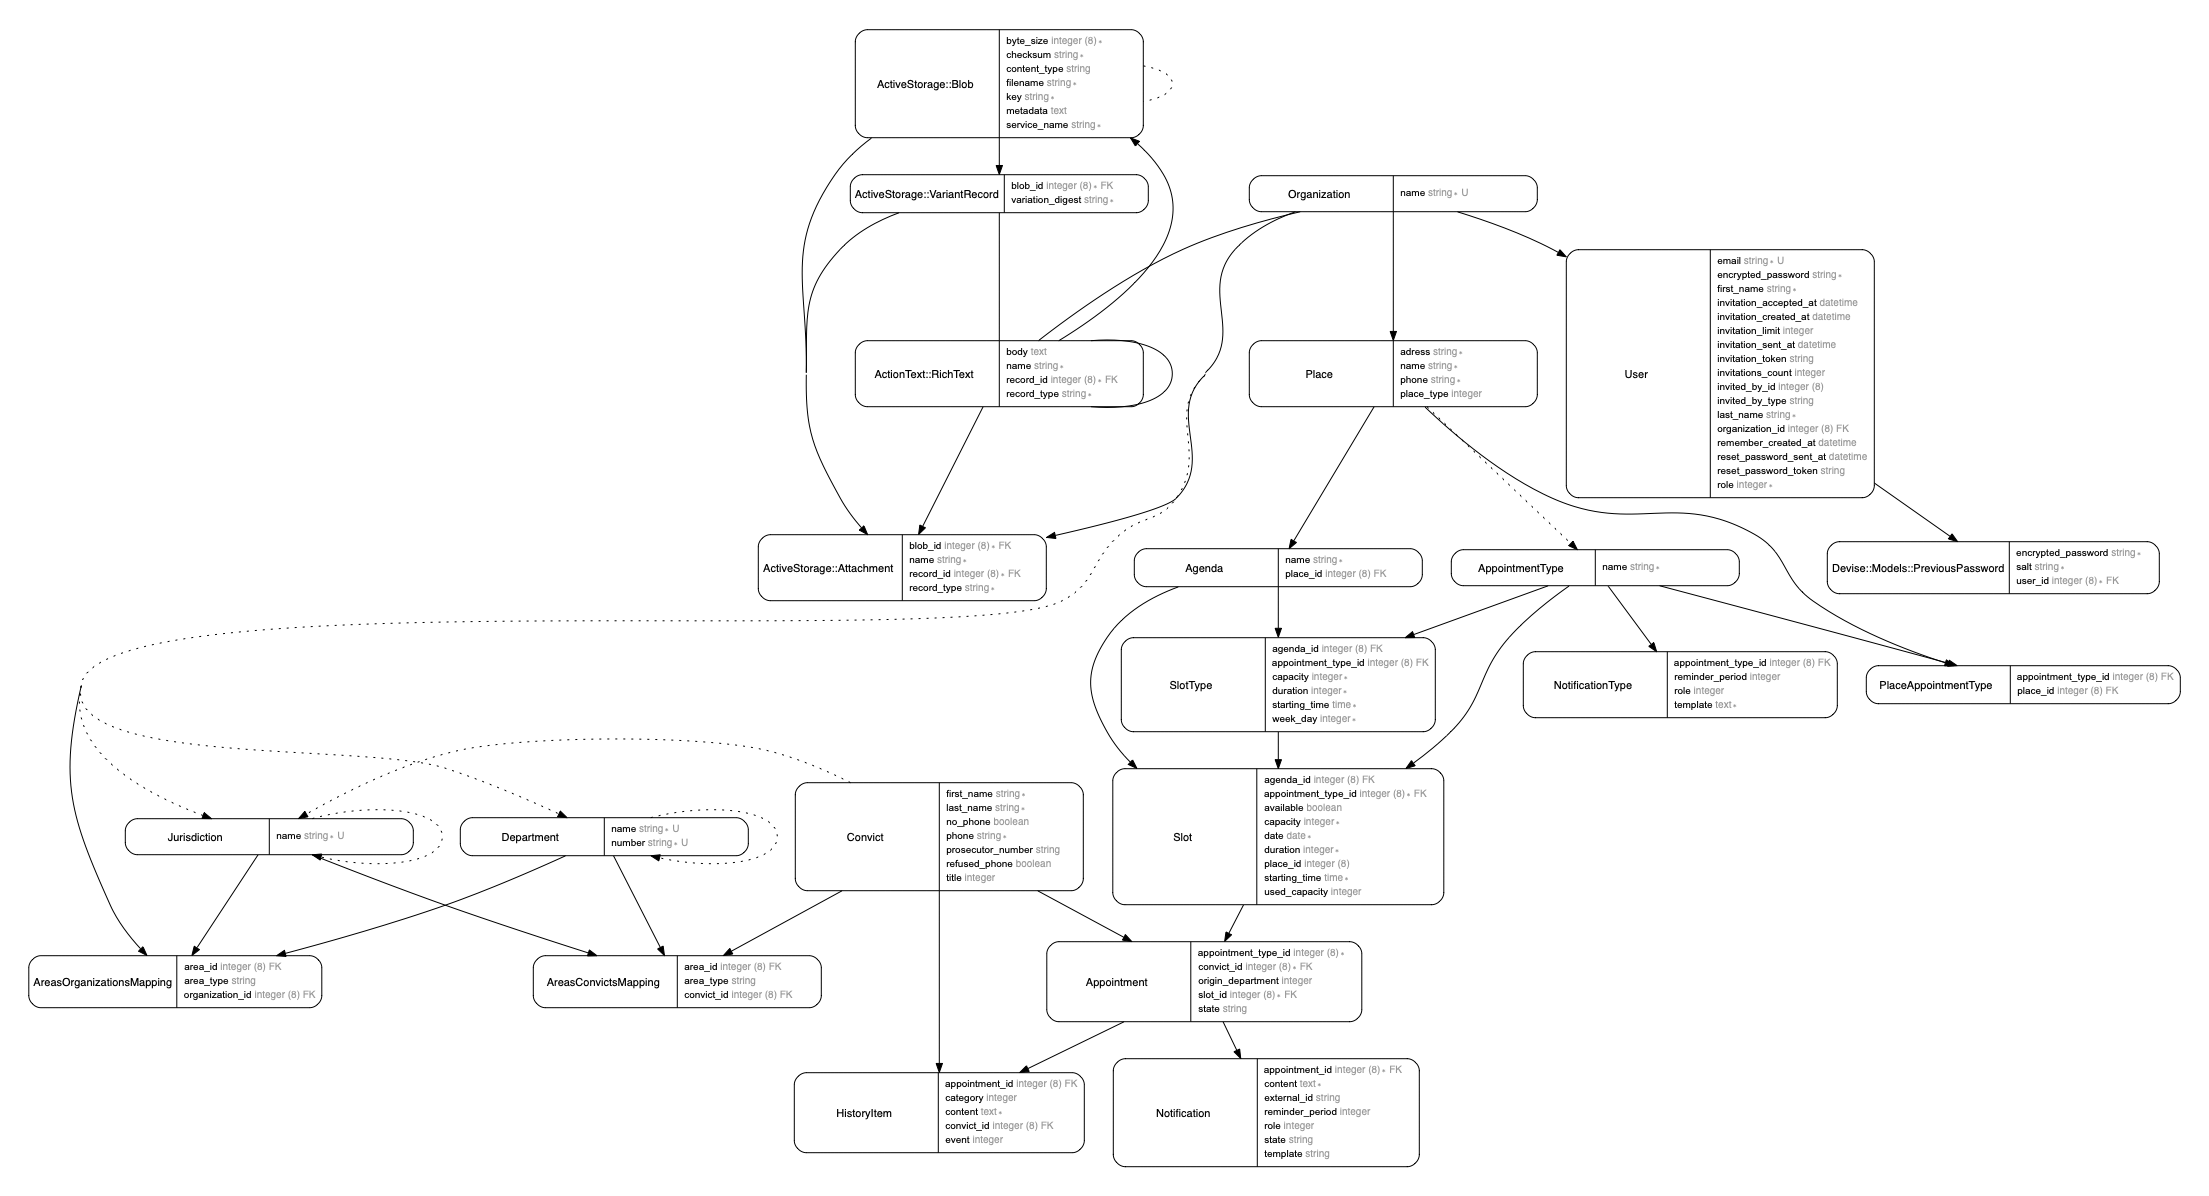 ActiveStorage::Blob
byte_size integer (8) ∗
checksum string ∗
content_type string
filename string ∗
key string ∗
metadata text
service_name string ∗
ActiveStorage::VariantRecord
blob_id integer (8) ∗ FK
variation_digest string ∗
Organization
name string ∗ U
User
email string ∗ U
encrypted_password string ∗
first_name string ∗
invitation_accepted_at datetime
invitation_created_at datetime
invitation_limit integer
invitation_sent_at datetime
invitation_token string
invitations_count integer
invited_by_id integer (8)
invited_by_type string
last_name string ∗
organization_id integer (8) FK
remember_created_at datetime
reset_password_sent_at datetime
reset_password_token string
role integer ∗
ActionText::RichText
body text
name string ∗
record_id integer (8) ∗ FK
record_type string ∗
Place
adress string ∗
name string ∗
phone string ∗
place_type integer
ActiveStorage::Attachment
blob_id integer (8) ∗ FK
name string ∗
record_id integer (8) ∗ FK
record_type string ∗
Agenda
name string ∗
place_id integer (8) FK
AppointmentType
name string ∗
Devise::Models::PreviousPassword
encrypted_password string ∗
salt string ∗
user_id integer (8) ∗ FK
SlotType
agenda_id integer (8) FK
appointment_type_id integer (8) FK
capacity integer ∗
duration integer ∗
starting_time time ∗
week_day integer ∗
NotificationType
appointment_type_id integer (8) FK
reminder_period integer
role integer
template text ∗
PlaceAppointmentType
appointment_type_id integer (8) FK
place_id integer (8) FK
Jurisdiction
name string ∗ U
Department
name string ∗ U
number string ∗ U
Convict
first_name string ∗
last_name string ∗
no_phone boolean
phone string ∗
prosecutor_number string
refused_phone boolean
title integer
Slot
agenda_id integer (8) FK
appointment_type_id integer (8) ∗ FK
available boolean
capacity integer ∗
date date ∗
duration integer ∗
place_id integer (8)
starting_time time ∗
used_capacity integer
AreasOrganizationsMapping
area_id integer (8) FK
area_type string
organization_id integer (8) FK
AreasConvictsMapping
area_id integer (8) FK
area_type string
convict_id integer (8) FK
Appointment
appointment_type_id integer (8) ∗
convict_id integer (8) ∗ FK
origin_department integer
slot_id integer (8) ∗ FK
state string
HistoryItem
appointment_id integer (8) FK
category integer
content text ∗
convict_id integer (8) FK
event integer
Notification
appointment_id integer (8) ∗ FK
content text ∗
external_id string
reminder_period integer
role integer
state string
template string